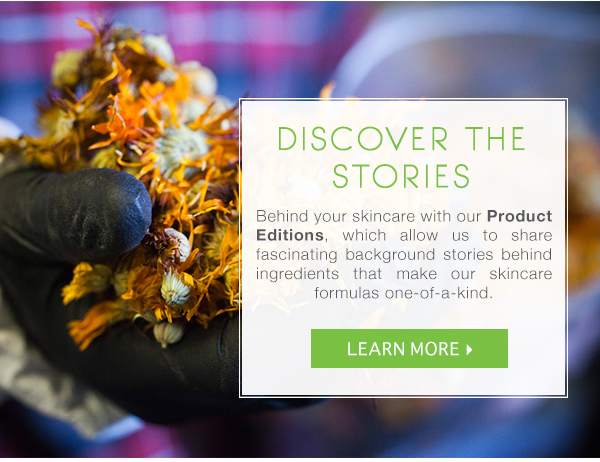 DISCOVER THE
STORIES
Behind your skincare with our Product
Editions, which allow us to share
fascinating background stories behind
ingredients that make our skincare
formulas one-of-a-kind.
LEARN MORE